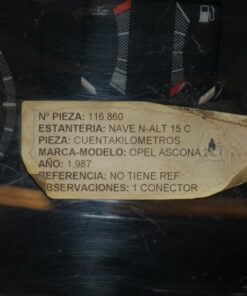 Nº PIEZA: 116.860
ESTANTERIA: NAVE N-ALT 15 C
PIEZA: CUENTAKILOMETROS
MARCA-MODELO: OPEL ASCONA
AÑO: 1.987
REFERENCIA: NO TIENE REF
OBSERVACIONES: 1 CONECTOR